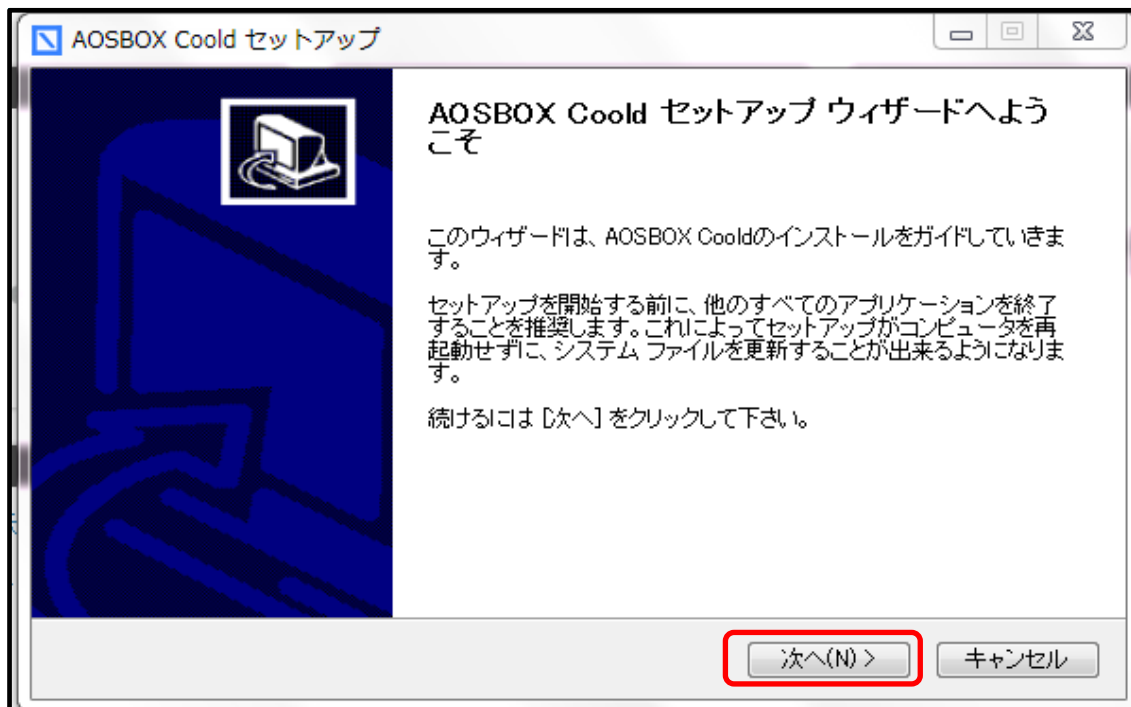 AOSBOX Coold セットアップ
AOSBOX Coold セットアップ ウィザードへよう
こそ
このウィザードは、AOSBOX Cooldのインストールをガイドしていきま
す。
セットアップを開始する前に、他のすべてのアプリケーションを終了
することを推奨します。これによってセットアップがコンピュータを再
起動せずに、システム ファイルを更新することが出来るようになりま
す。
続けるには [次へ] をクリックして下さい。
次へ(N) >
キャンセル